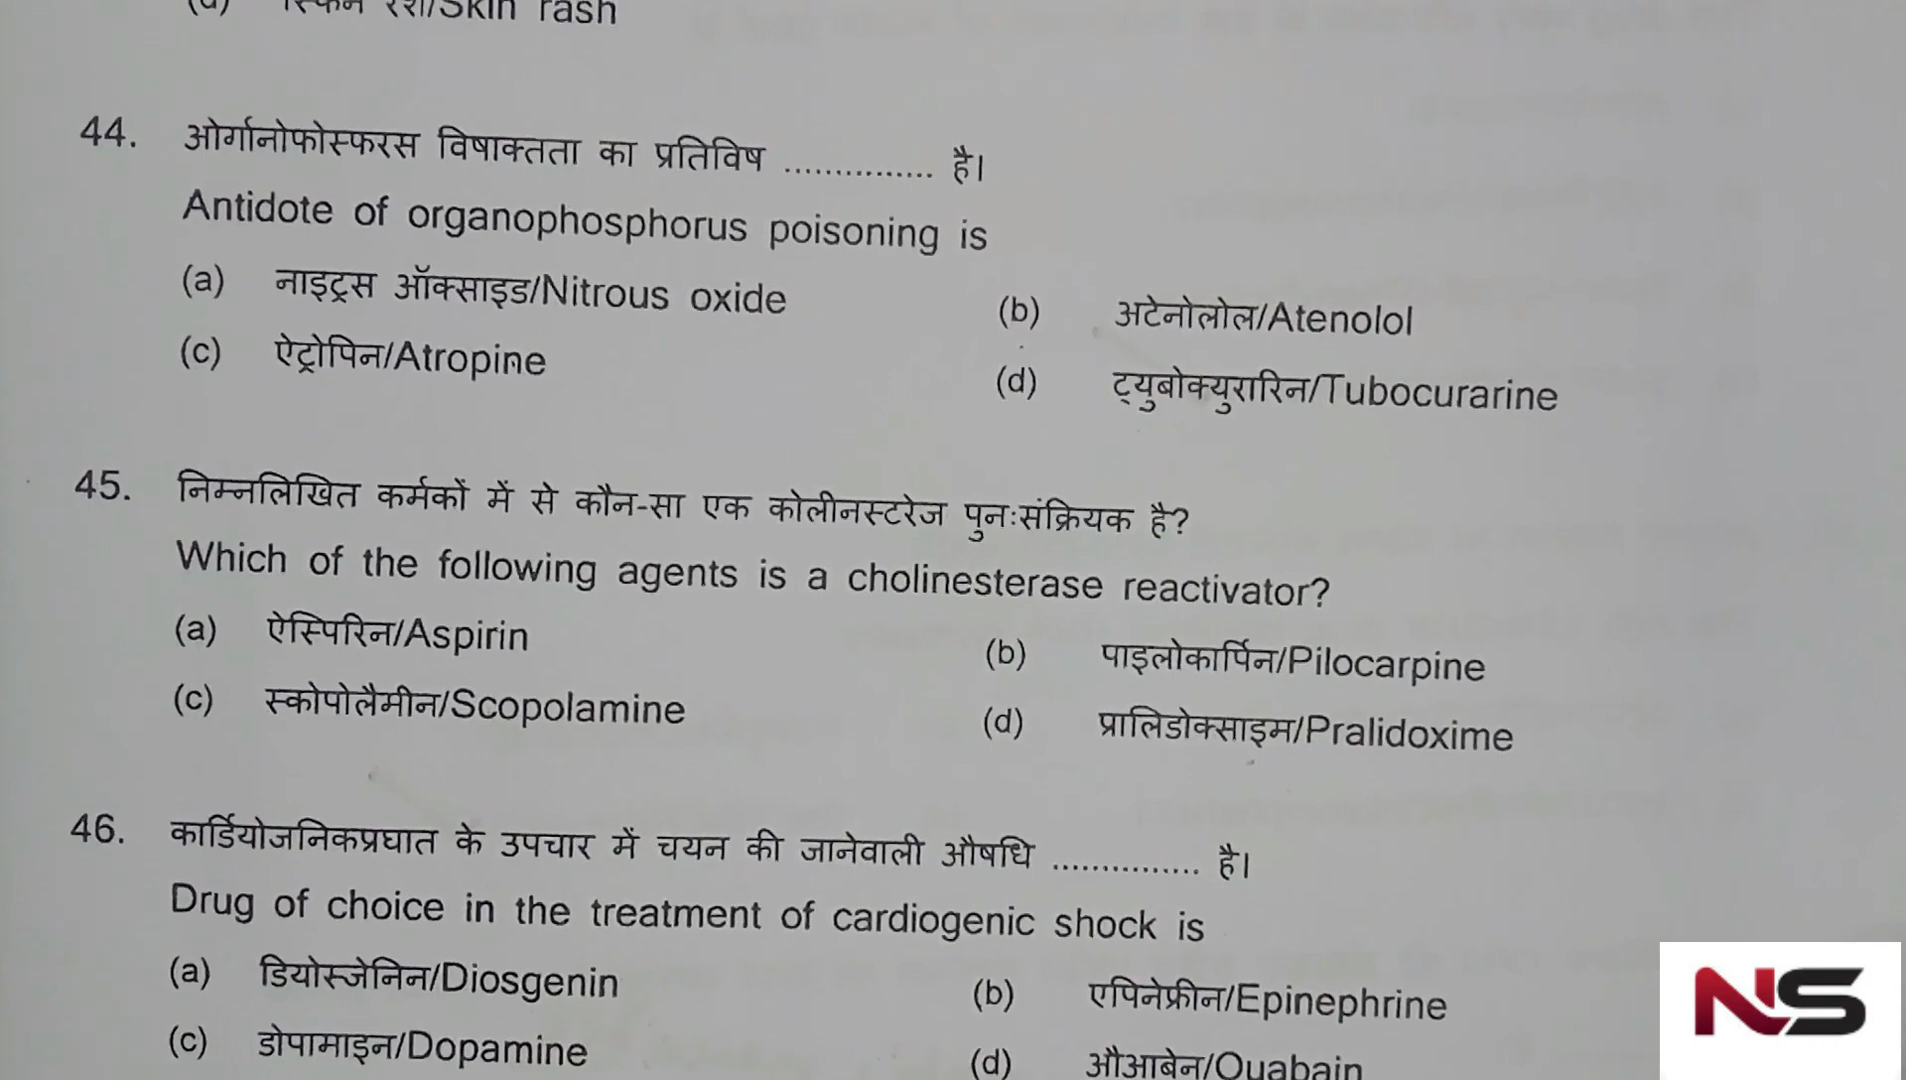 (d) स्किन रैश/Skin rash
44. ओर्गानोफोस्फरस विषाक्तता का प्रतिविष ............... है।
Antidote of organophosphorus poisoning is
(a) नाइट्रस ऑक्साइड/Nitrous oxide (b) अटेनोलोल/Atenolol
(c) ऐट्रोपिन/Atropine (d) ट्युबोक्युरारिन/Tubocurarine
45. निम्नलिखित कर्मकों में से कौन-सा एक कोलीनस्टरेज पुनःसंक्रियक है?
Which of the following agents is a cholinesterase reactivator?
(a) ऐस्पिरिन/Aspirin (b) पाइलोकार्पिन/Pilocarpine
(c) स्कोपोलैमीन/Scopolamine (d) प्रालिडोक्साइम/Pralidoxime
46. कार्डियोजनिकप्रघात के उपचार में चयन की जानेवाली औषधि ............... है।
Drug of choice in the treatment of cardiogenic shock is
(a) डियोस्जेनिन/Diosgenin (b) एपिनेफ्रीन/Epinephrine
(c) डोपामाइन/Dopamine (d) औआबेन/Ouabain
NS